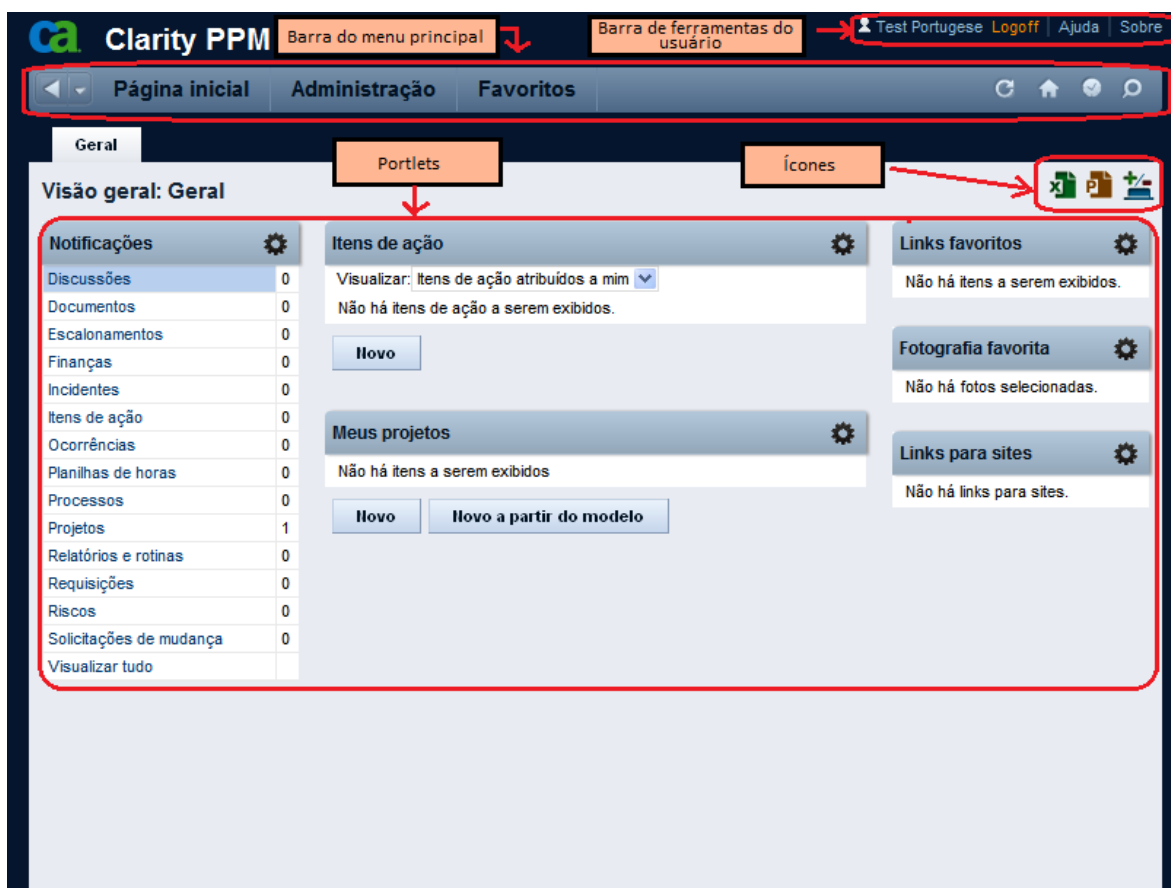 ca Clarity PPM
Barra do menu principal
Barra de ferramentas do
usuário
Test Portugese Logoff | Ajuda | Sobre
Página inicial Administração Favoritos
Geral
Portlets
Ícones
Visão geral: Geral
Notificações
Discussões 0
Documentos 0
Escalonamentos 0
Finanças 0
Incidentes 0
Itens de ação 0
Ocorrências 0
Planilhas de horas 0
Processos 0
Projetos 1
Relatórios e rotinas 0
Requisições 0
Riscos 0
Solicitações de mudança 0
Visualizar tudo
Itens de ação
Visualizar: Itens de ação atribuídos a mim
Não há itens de ação a serem exibidos.
Novo
Meus projetos
Não há itens a serem exibidos
Novo Novo a partir do modelo
Links favoritos
Não há itens a serem exibidos.
Fotografia favorita
Não há fotos selecionadas.
Links para sites
Não há links para sites.